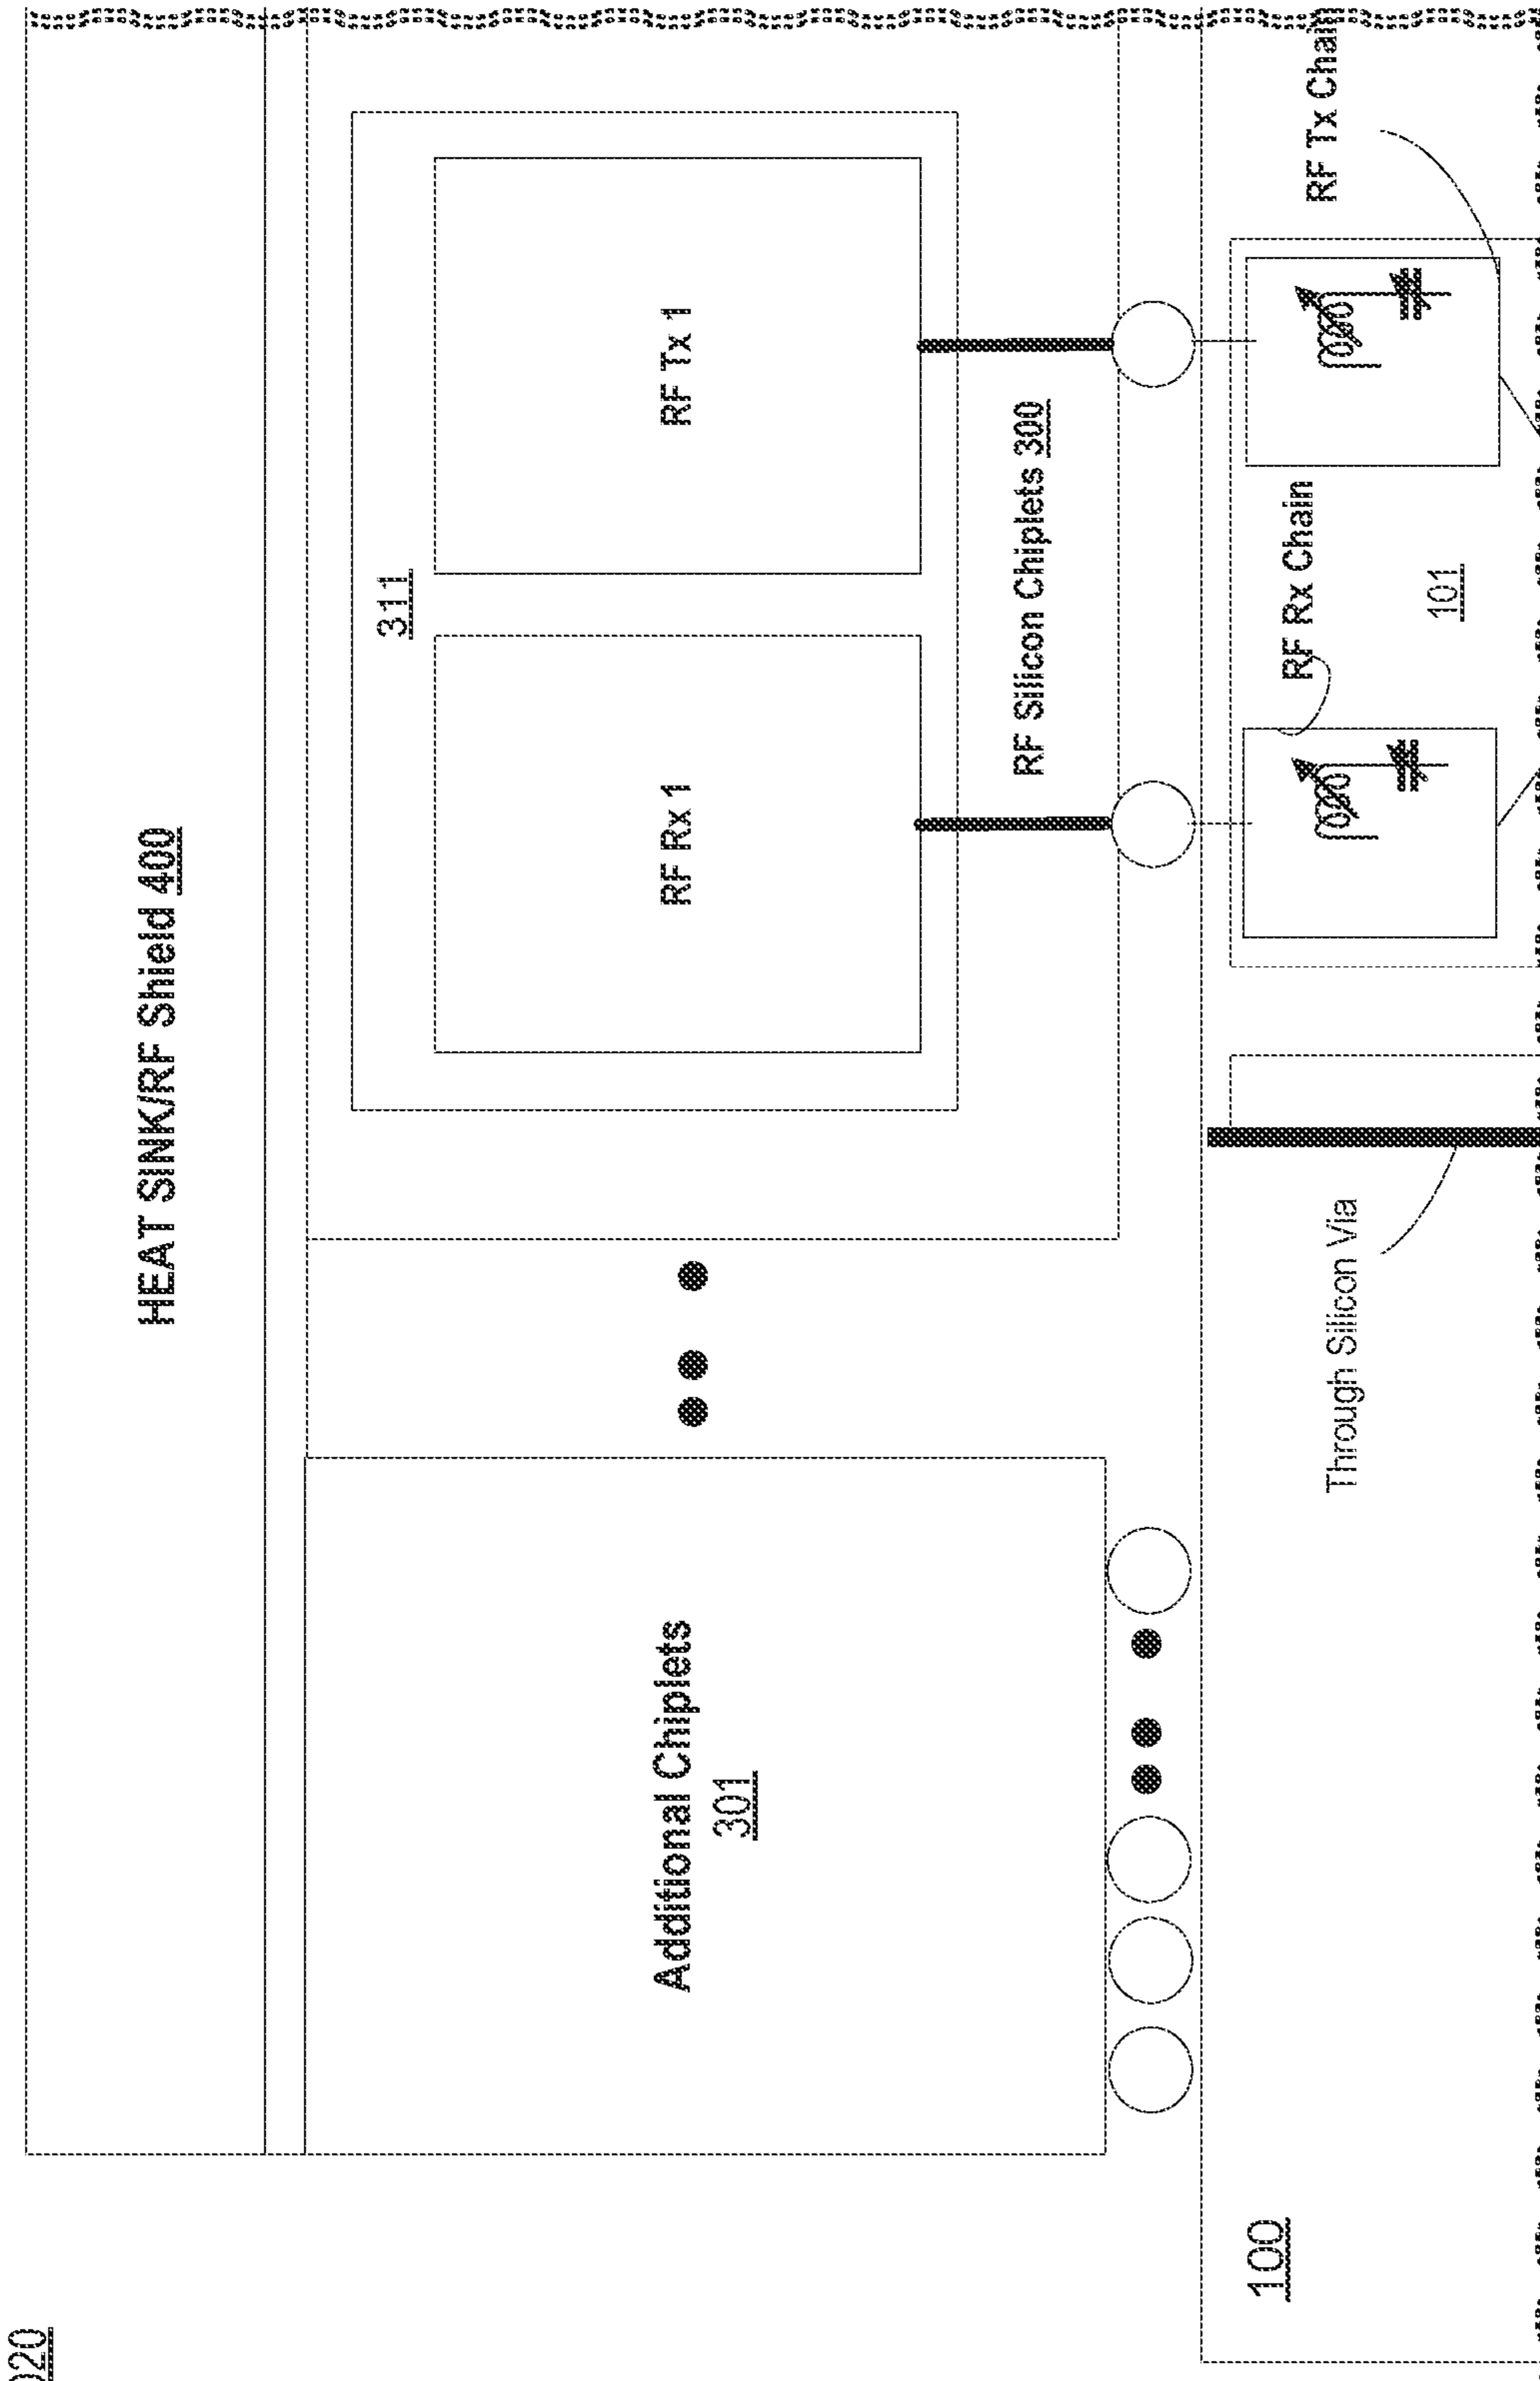 HEAT SINK/RF Shield 400
311
RF Rx 1
RF Tx 1
Additional Chiplets
301
RF Silicon Chiplets 300
RF Rx Chain
RF Tx Chain
101
Through Silicon Via
100